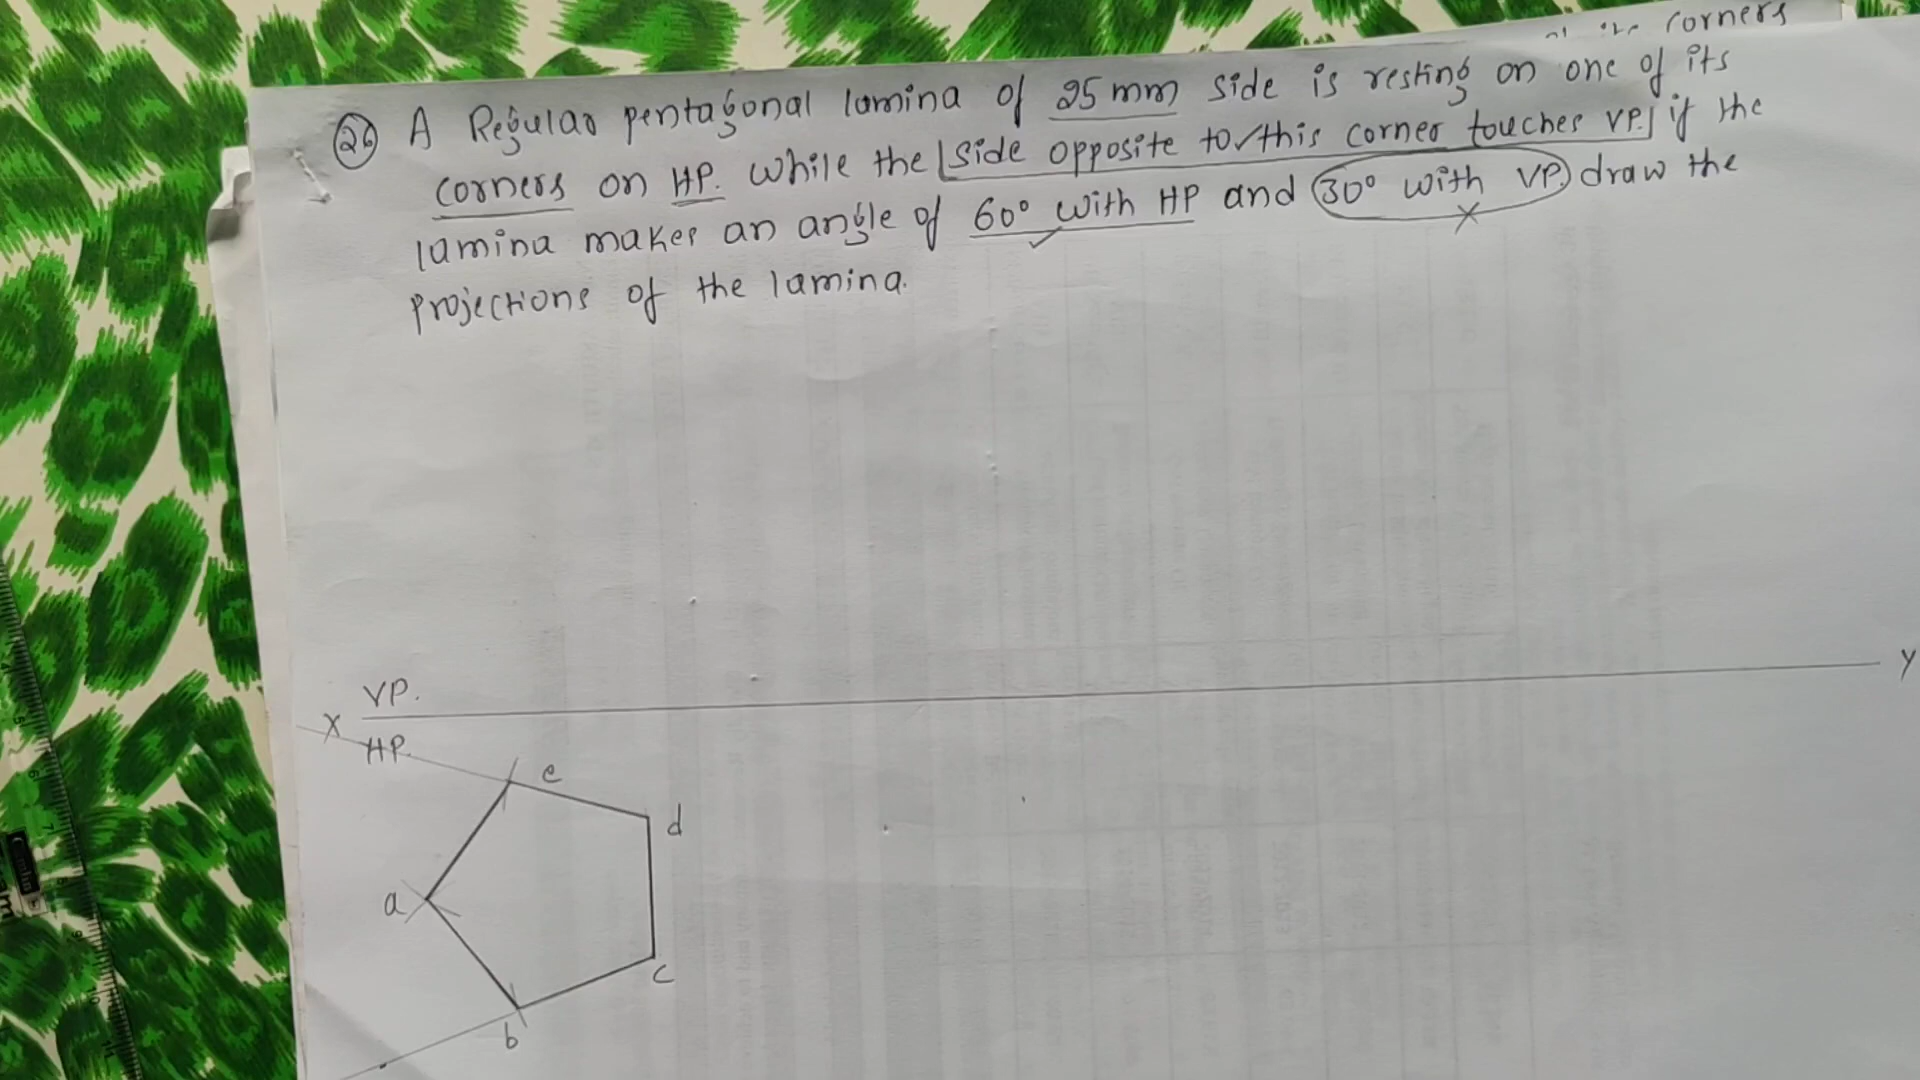 corners
26 A Regular pentagonal lamina of 25 mm side is resting on one of its
corners on HP. while the side opposite to this corner touches VP. if the
lamina makes an angle of 60° with HP and 30° with VP. draw the
projections of the lamina.
VP.
X Y
HP.
e
d
a
c
b